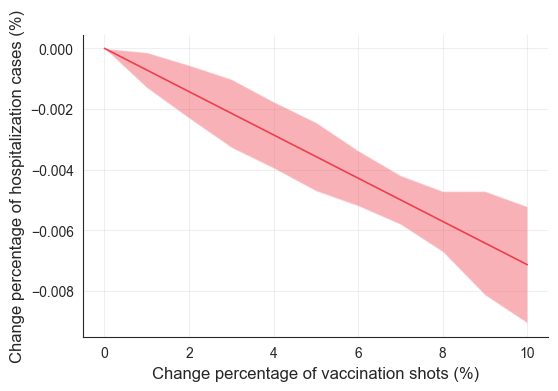 Change percentage of hospitalization cases (%)
0.000
−0.002
−0.004
−0.006
−0.008
0 2 4 6 8 10
Change percentage of vaccination shots (%)